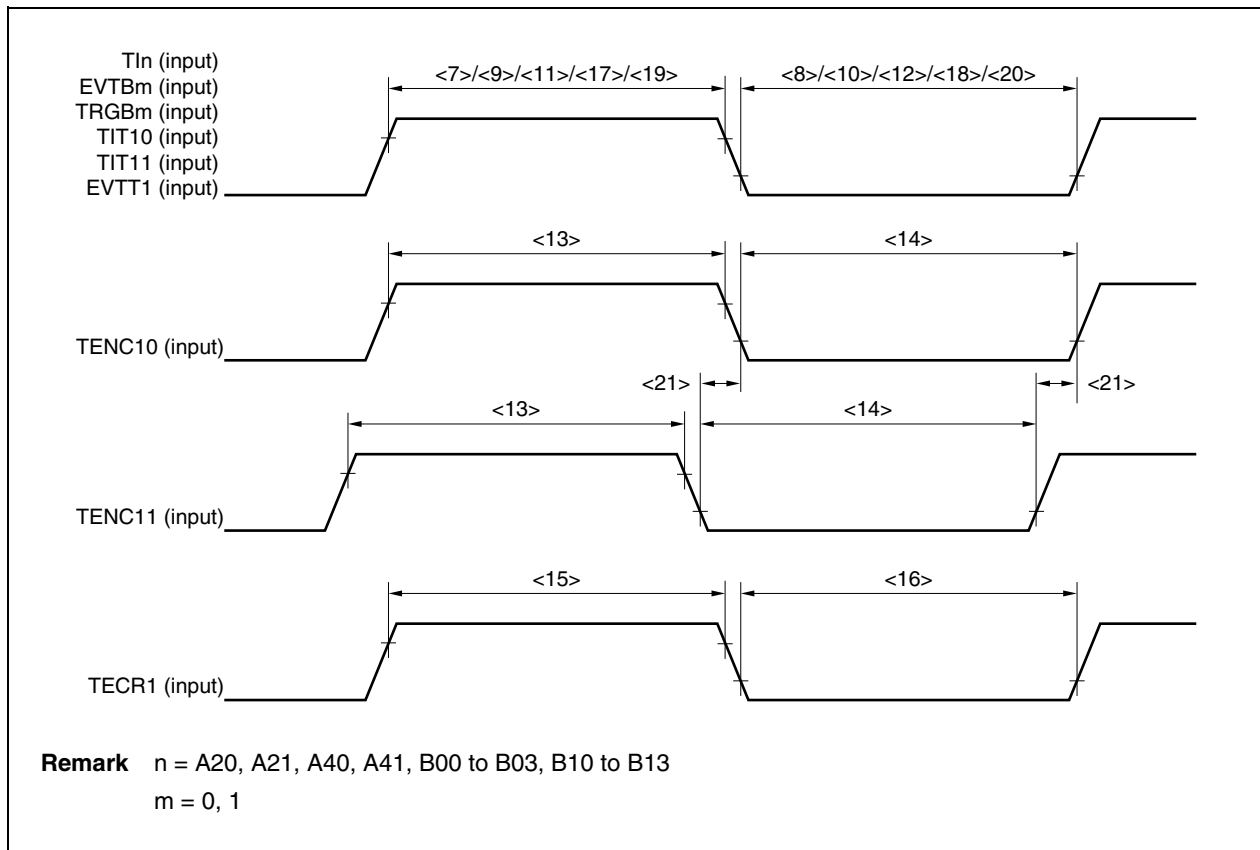 TIn (input)
EVTBm (input)
TRGBm (input)
TIT10 (input)
TIT11 (input)
EVTT1 (input)
<7>/<9>/<11>/<17>/<19>
<8>/<10>/<12>/<18>/<20>
<13>
<14>
TENC10 (input)
<21>
<21>
<13>
<14>
TENC11 (input)
<15>
<16>
TECR1 (input)
Remark n = A20, A21, A40, A41, B00 to B03, B10 to B13
m = 0, 1